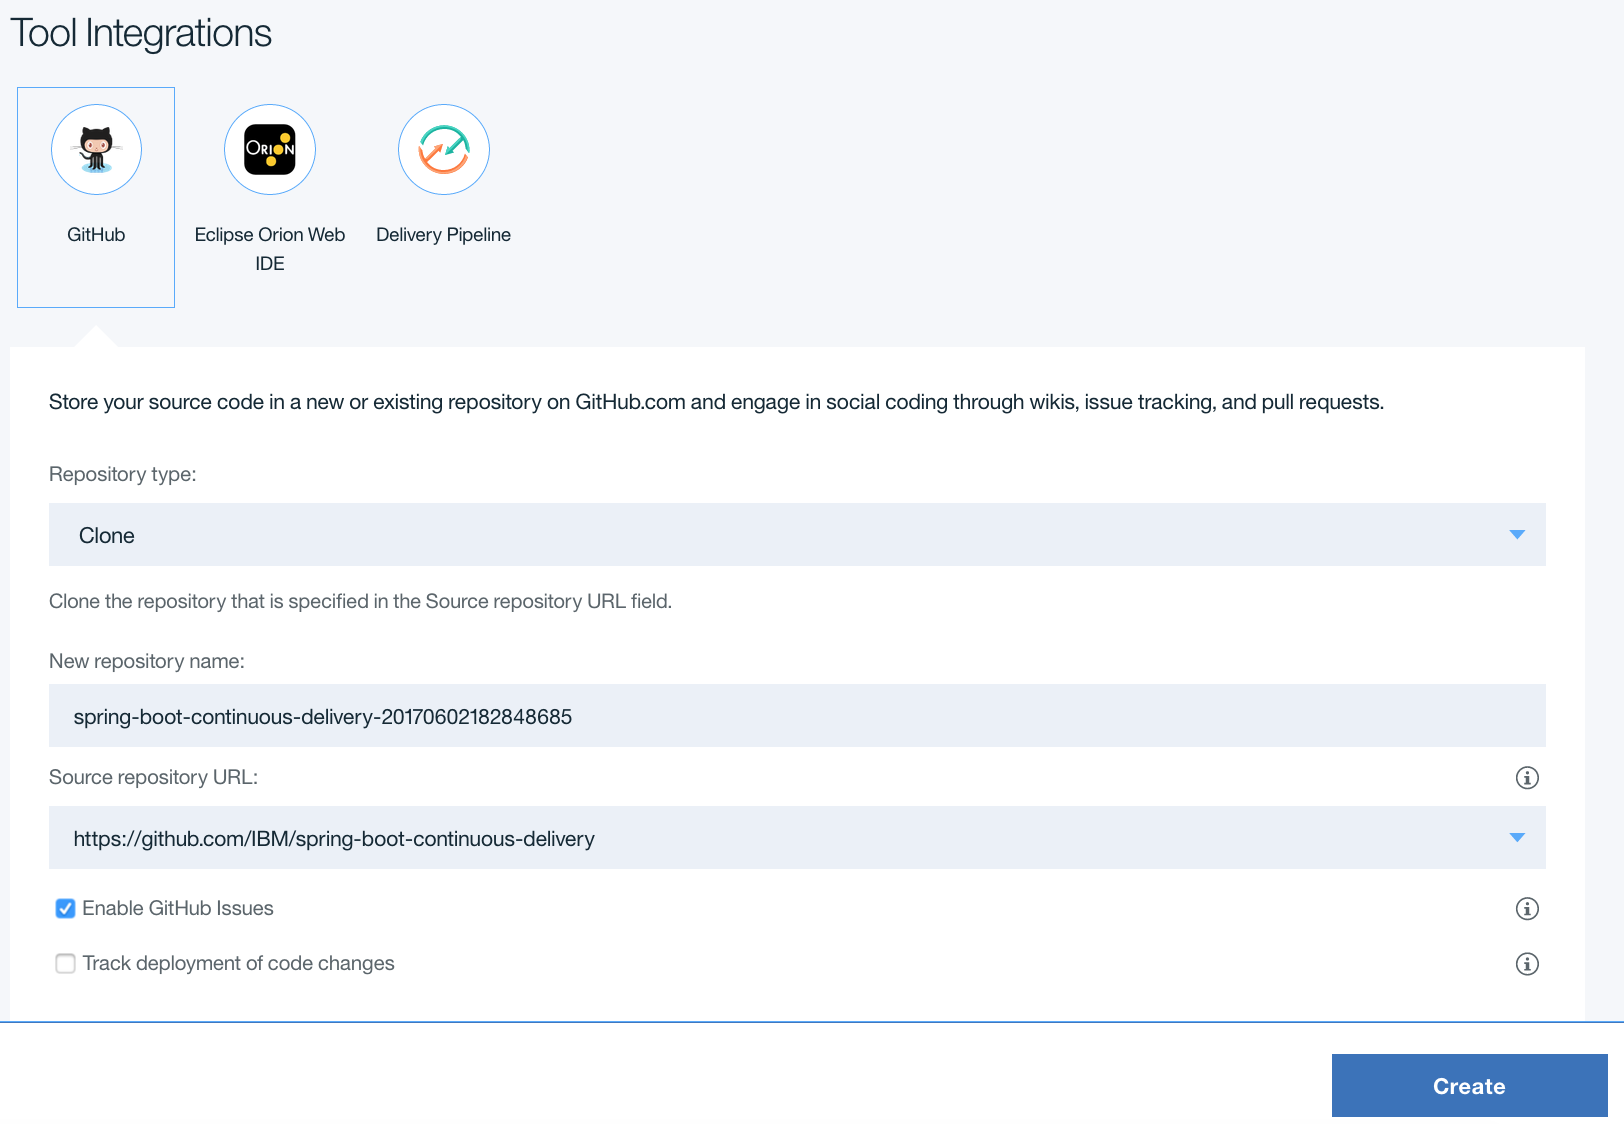 Tool Integrations
ORION
GitHub
Eclipse Orion Web
IDE
Delivery Pipeline
Store your source code in a new or existing repository on GitHub.com and engage in social coding through wikis, issue tracking, and pull requests.
Repository type:
Clone
Clone the repository that is specified in the Source repository URL field.
New repository name:
spring-boot-continuous-delivery-20170602182848685
Source repository URL:
https://github.com/IBM/spring-boot-continuous-delivery
Enable GitHub Issues
Track deployment of code changes
Create